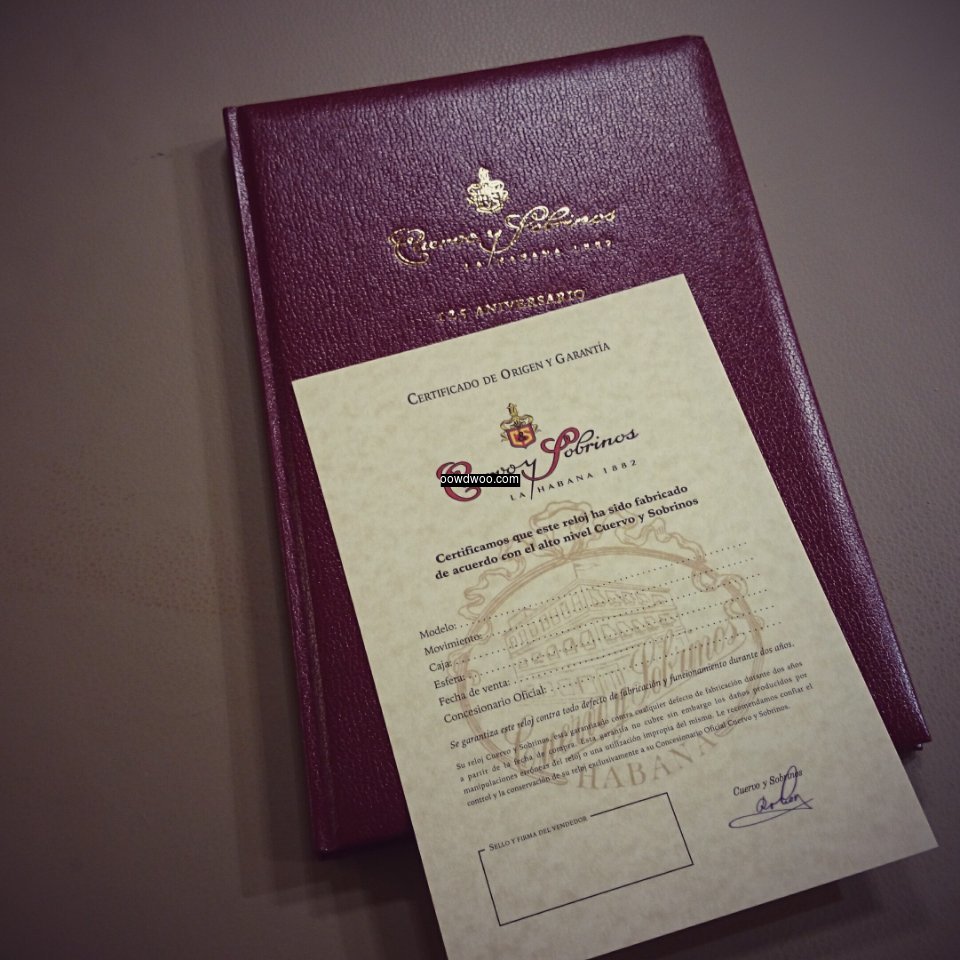 Cuervo y Sobrinos
LA HABANA 1882
125 ANIVERSARIO
CERTIFICADO DE ORIGEN Y GARANTÍA
Cuervo y Sobrinos
oowdwoo.com
LA HABANA 1882
Certificamos que este reloj ha sido fabricado
de acuerdo con el alto nivel Cuervo y Sobrinos
Modelo:
Movimiento:
Caja:
Esfera:
Fecha de venta:
Concesionario Oficial:
Cuervo y Sobrinos
HABANA
Se garantiza este reloj contra todo defecto de fabricación y funcionamiento durante dos años.
Su reloj Cuervo y Sobrinos, está garantizado contra cualquier defecto de fabricación durante dos años
a partir de la fecha de compra. Esta garantía no cubre sin embargo los daños producidos por
manipulaciones erróneas del reloj o una utilización impropia del mismo. Le recomendamos confiar el
control y la conservación de su reloj exclusivamente a su Concesionario Oficial Cuervo y Sobrinos.
Cuervo y Sobrinos
SELLO Y FIRMA DEL VENDEDOR